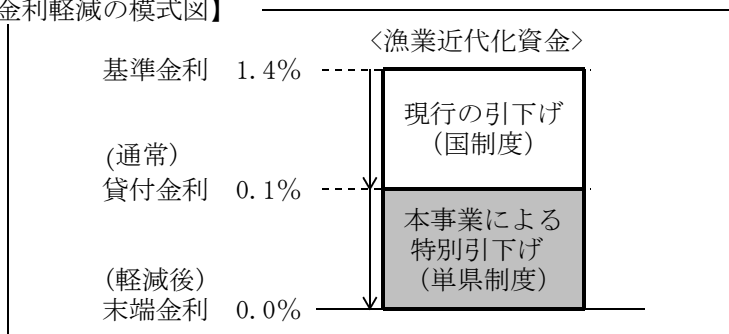 金利軽減の模式図】
<漁業近代化資金>
基準金利 1.4%
現行の引下げ
(国制度)
(通常)
貸付金利 0.1%
本事業による
特別引下げ
(単県制度)
(軽減後)
末端金利 0.0%